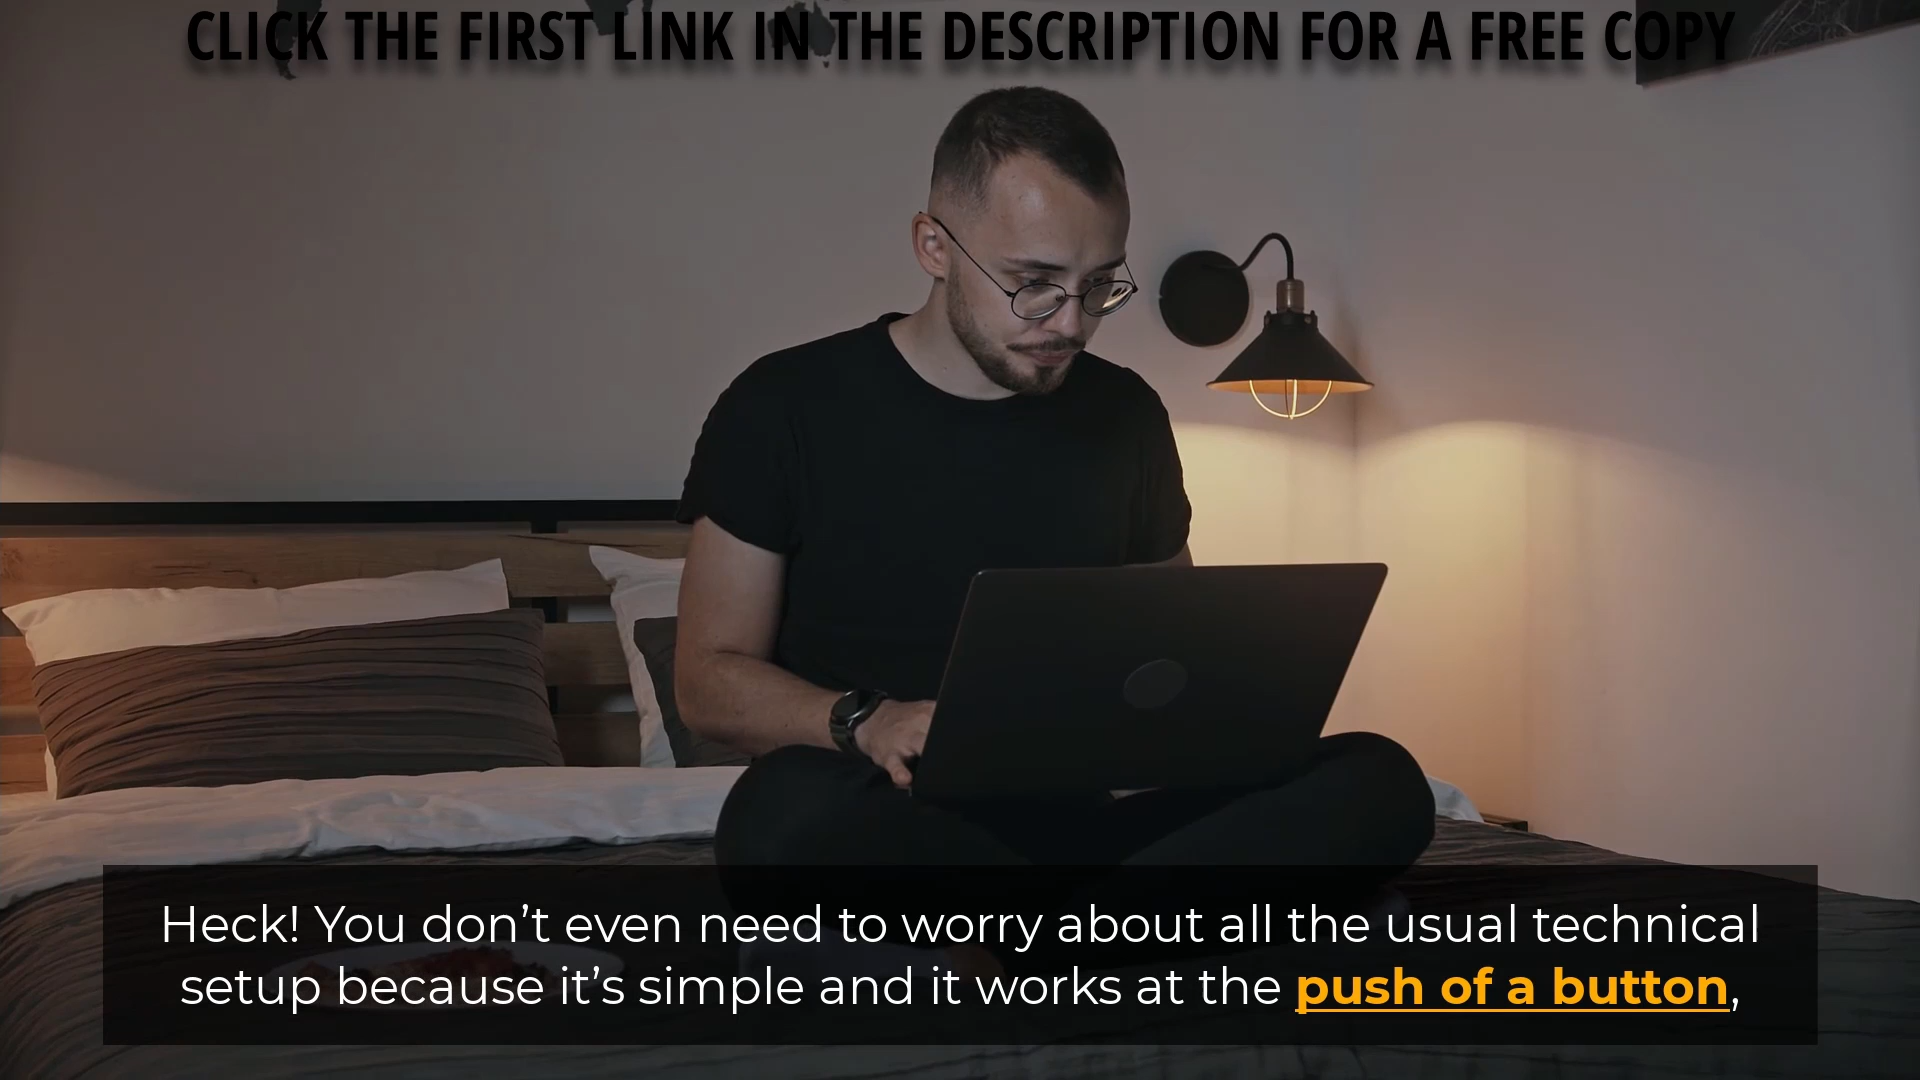 CLICK THE FIRST LINK IN THE DESCRIPTION FOR A FREE COPY
Heck! You don’t even need to worry about all the usual technical
setup because it’s simple and it works at the push of a button,